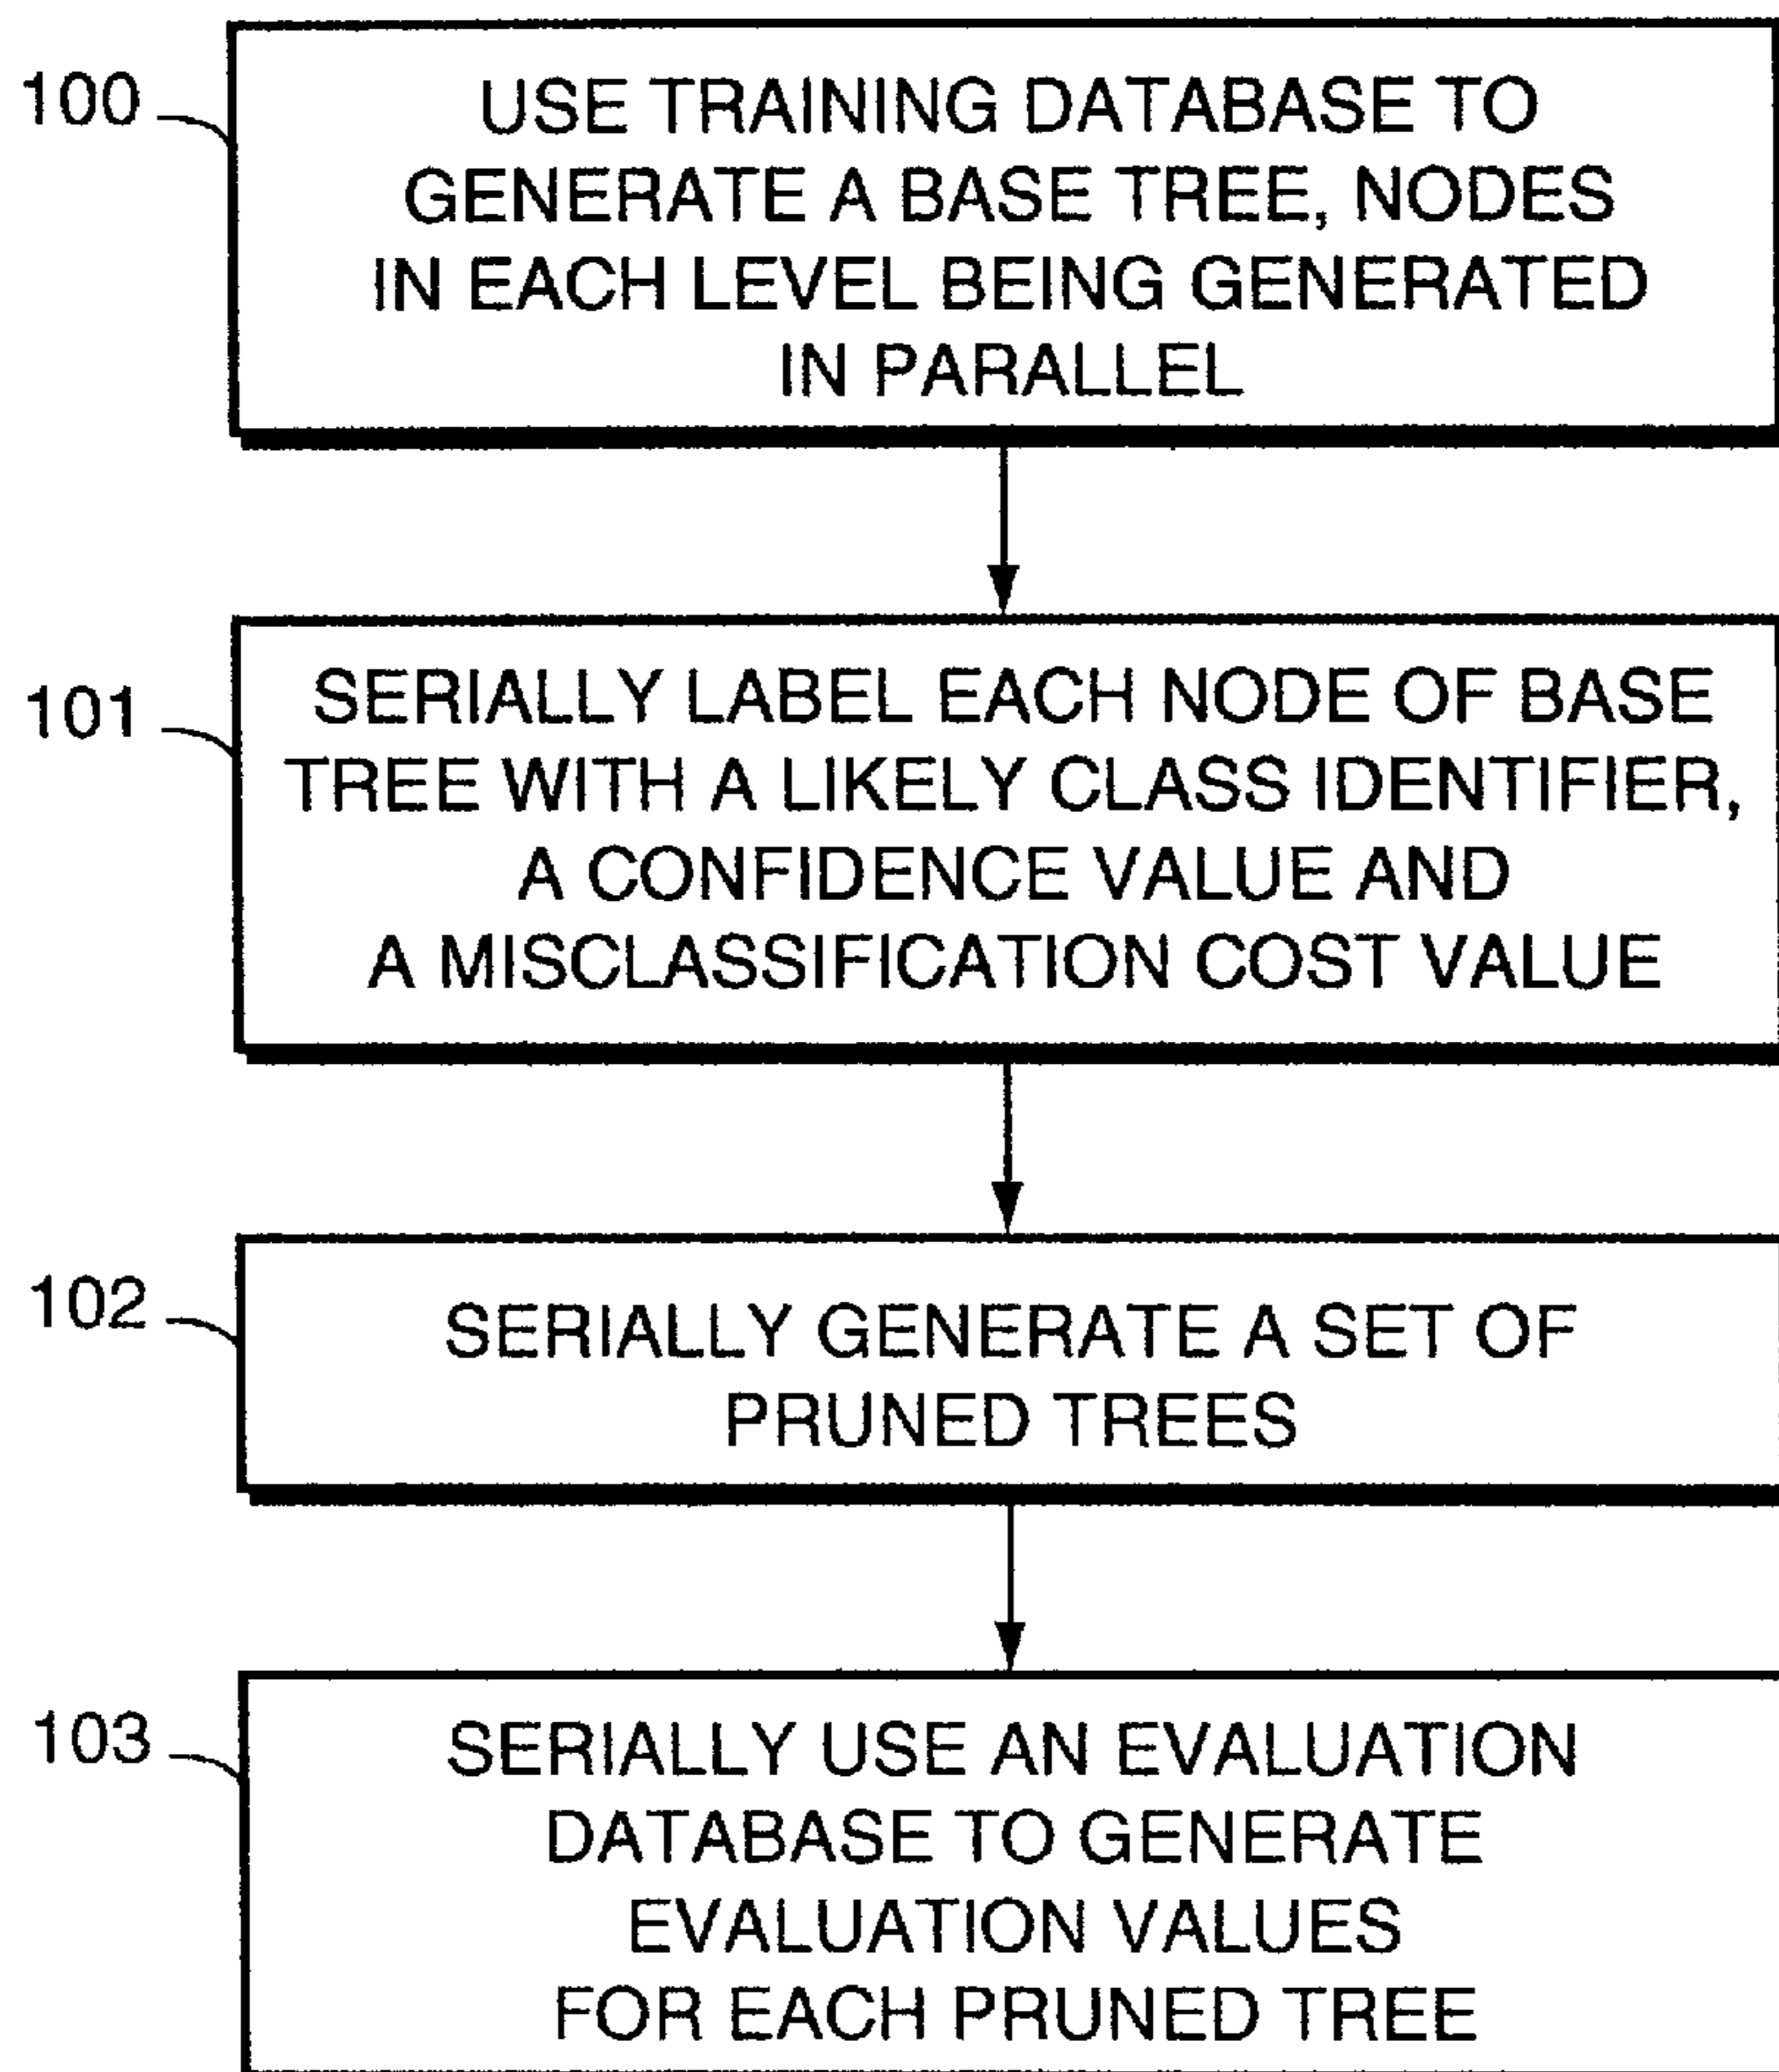 100
USE TRAINING DATABASE TO
GENERATE A BASE TREE, NODES
IN EACH LEVEL BEING GENERATED
IN PARALLEL
101
SERIALLY LABEL EACH NODE OF BASE
TREE WITH A LIKELY CLASS IDENTIFIER,
A CONFIDENCE VALUE AND
A MISCLASSIFICATION COST VALUE
102
SERIALLY GENERATE A SET OF
PRUNED TREES
103
SERIALLY USE AN EVALUATION
DATABASE TO GENERATE
EVALUATION VALUES
FOR EACH PRUNED TREE